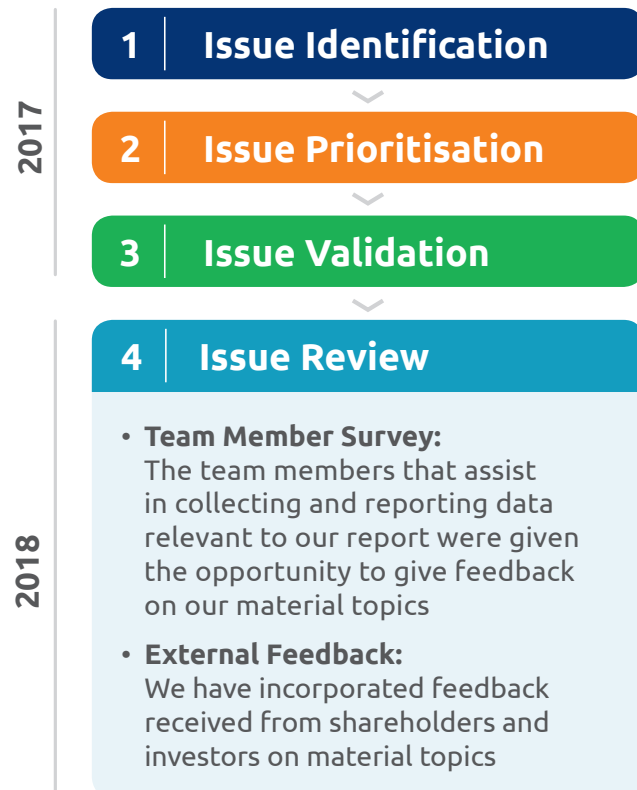 2017
1 Issue Identification
2 Issue Prioritisation
3 Issue Validation
2018
4 Issue Review
• Team Member Survey:
The team members that assist
in collecting and reporting data
relevant to our report were given
the opportunity to give feedback
on our material topics
• External Feedback:
We have incorporated feedback
received from shareholders and
investors on material topics